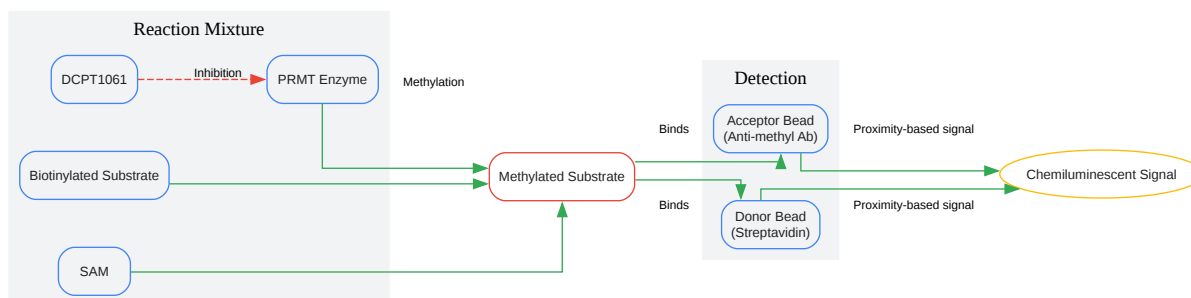 Reaction Mixture
DCPT1061
Inhibition
PRMT Enzyme
Methylation
Biotinylated Substrate
SAM
Methylated Substrate
Binds
Binds
Detection
Acceptor Bead
(Anti-methyl Ab)
Donor Bead
(Streptavidin)
Proximity-based signal
Proximity-based signal
Chemiluminescent Signal